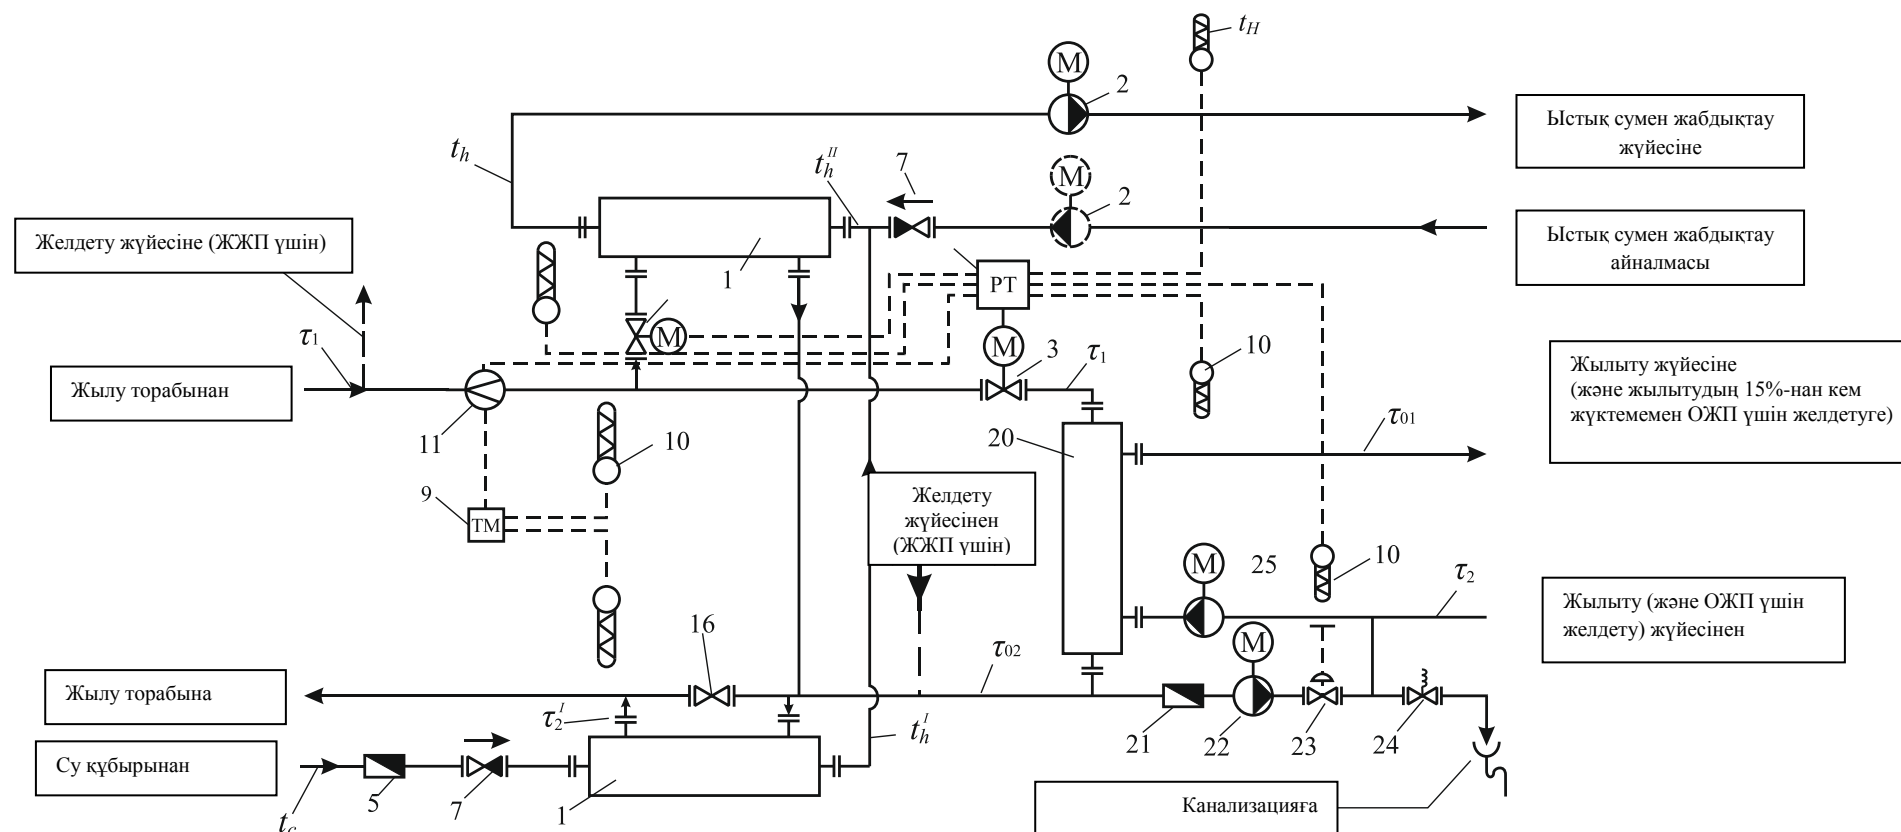 t_H
M
2
Ыстық сумен жабдықтау
жүйесіне
t_h
t_h^II
7
M
2
Ыстық сумен жабдықтау
айналмасы
Желдету жүйесіне (ЖЖП үшін)
1
РТ
M
M
3
τ1
τ1
10
Жылу торабынан
Жылыту жүйесіне
(және жылытудың 15%-нан кем
жүктемемен ОЖП үшін желдетуге)
11
10
20
τ01
9
ТМ
Желдету
жүйесінен
(ЖЖП үшін)
M
25
10
τ2
Жылыту (және ОЖП үшін
желдету) жүйесінен
16
M
τ02
Жылу торабына
τ2^I
t_h^I
21
22
23
24
Су құбырынан
5
7
1
t_c
Канализацияға